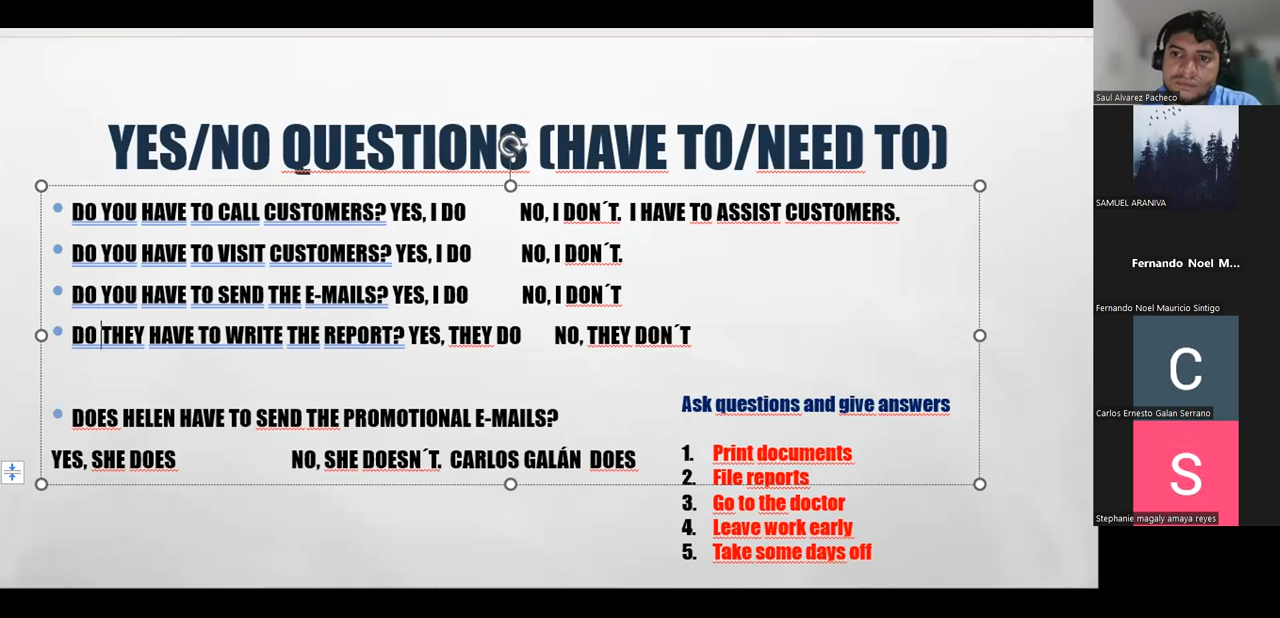 YES/NO QUESTIONS (HAVE TO/NEED TO)
DO YOU HAVE TO CALL CUSTOMERS? YES, I DO NO, I DON´T. I HAVE TO ASSIST CUSTOMERS.
DO YOU HAVE TO VISIT CUSTOMERS? YES, I DO NO, I DON´T.
DO YOU HAVE TO SEND THE E-MAILS? YES, I DO NO, I DON´T
DO THEY HAVE TO WRITE THE REPORT? YES, THEY DO NO, THEY DON´T
DOES HELEN HAVE TO SEND THE PROMOTIONAL E-MAILS?
YES, SHE DOES NO, SHE DOESN´T. CARLOS GALÁN DOES
Ask questions and give answers
1. Print documents
2. File reports
3. Go to the doctor
4. Leave work early
5. Take some days off
Saul Alvarez Pacheco
SAMUEL ARANIVA
Fernando Noel M...
Fernando Noel Mauricio Sintigo
C
Carlos Ernesto Galan Serrano
S
Stephanie magaly amaya reyes